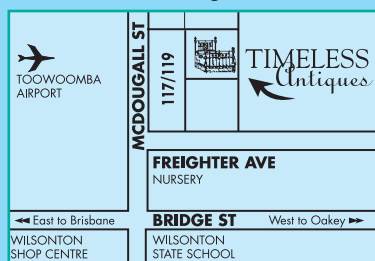 TOOWOOMBA
AIRPORT
MCDOUGALL ST
117/119
TIMELESS
Antiques
FREIGHTER AVE
NURSERY
East to Brisbane
BRIDGE ST
West to Oakey
WILSONTON
SHOP CENTRE
WILSONTON
STATE SCHOOL